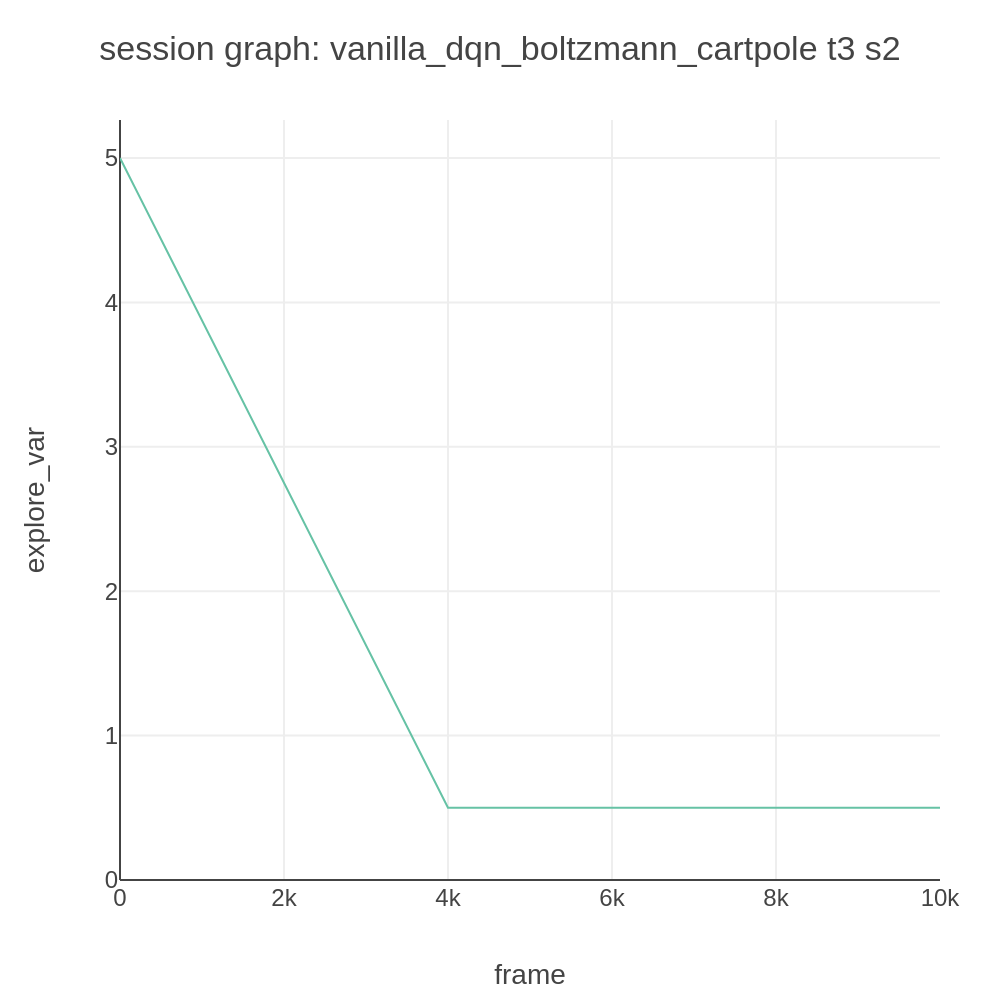 session graph: vanilla_dqn_boltzmann_cartpole t3 s2
explore_var
5
4
3
2
1
0
0 2k 4k 6k 8k 10k
frame